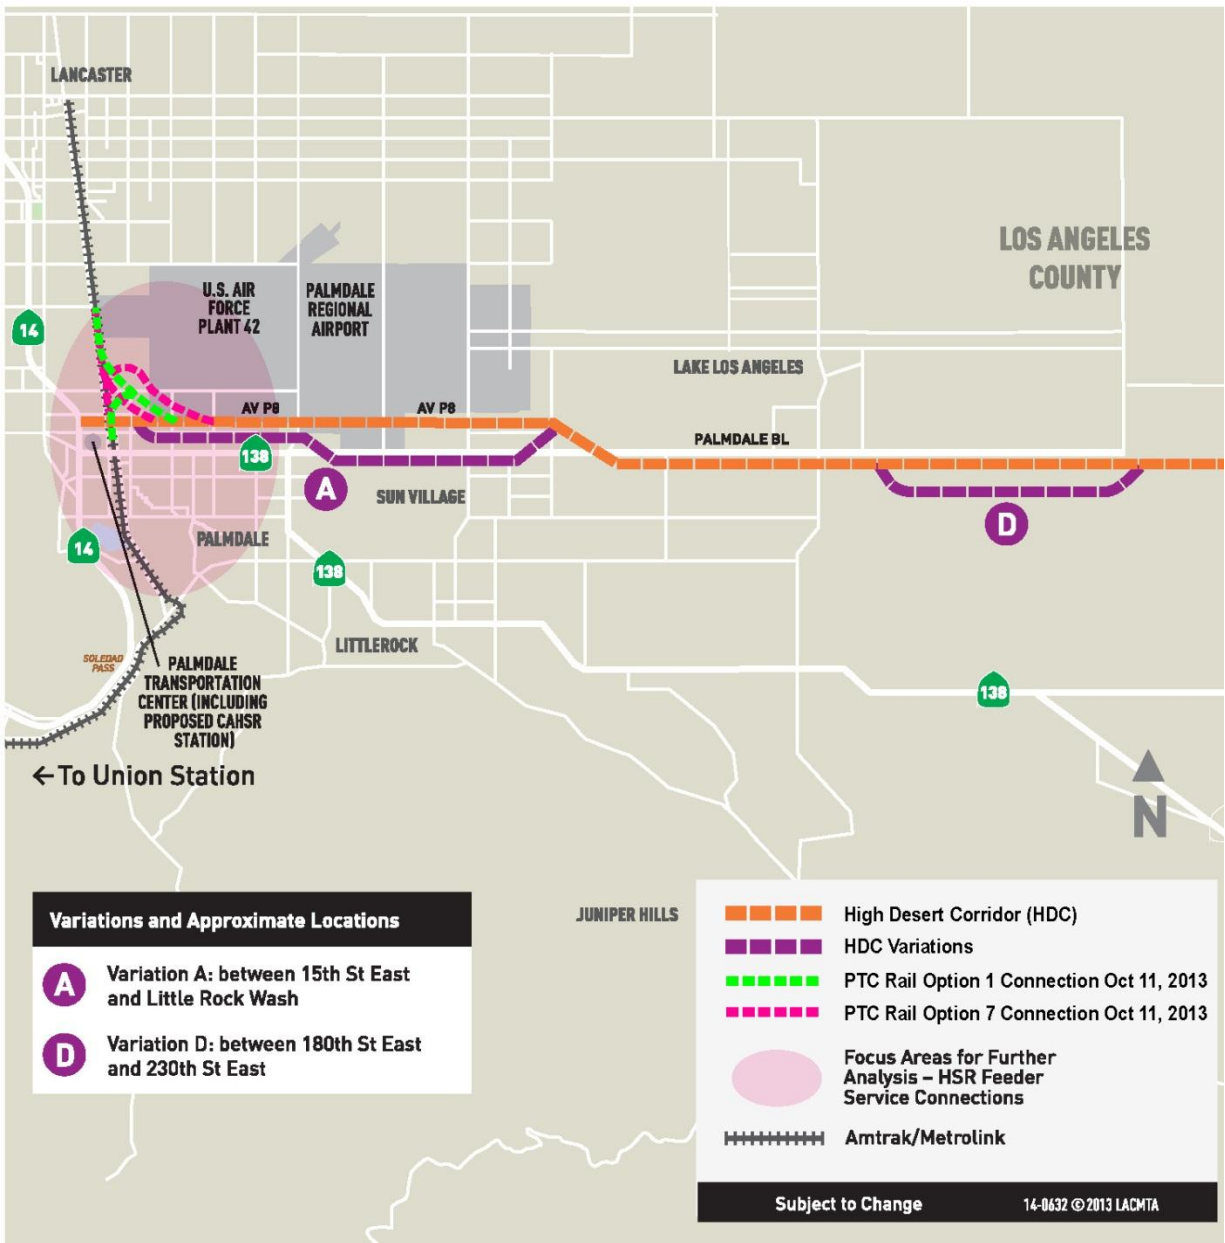 LANCASTER
LOS ANGELES
COUNTY
U.S. AIR
FORCE
PLANT 42
PALMDALE
REGIONAL
AIRPORT
14
LAKE LOS ANGELES
AV P8
AV P8
PALMDALE BL
138
A
SUN VILLAGE
D
14
PALMDALE
138
LITTLEROCK
SOLEDAD
PASS
PALMDALE
TRANSPORTATION
CENTER (INCLUDING
PROPOSED CAHSR
STATION)
138
←To Union Station
N
Variations and Approximate Locations
A
Variation A: between 15th St East
and Little Rock Wash
D
Variation D: between 180th St East
and 230th St East
JUNIPER HILLS
High Desert Corridor (HDC)
HDC Variations
PTC Rail Option 1 Connection Oct 11, 2013
PTC Rail Option 7 Connection Oct 11, 2013
Focus Areas for Further
Analysis – HSR Feeder
Service Connections
Amtrak/Metrolink
Subject to Change
14-0632 © 2013 LACMTA